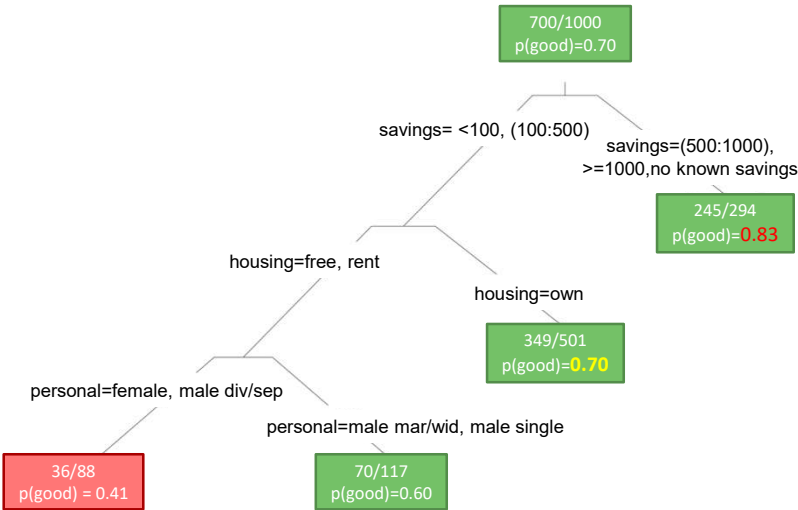 700/1000
p(good)=0.70
savings= <100, (100:500)
savings=(500:1000),
>=1000,no known savings
245/294
p(good)=0.83
housing=free, rent
housing=own
349/501
p(good)=0.70
personal=female, male div/sep
personal=male mar/wid, male single
36/88
p(good) = 0.41
70/117
p(good)=0.60